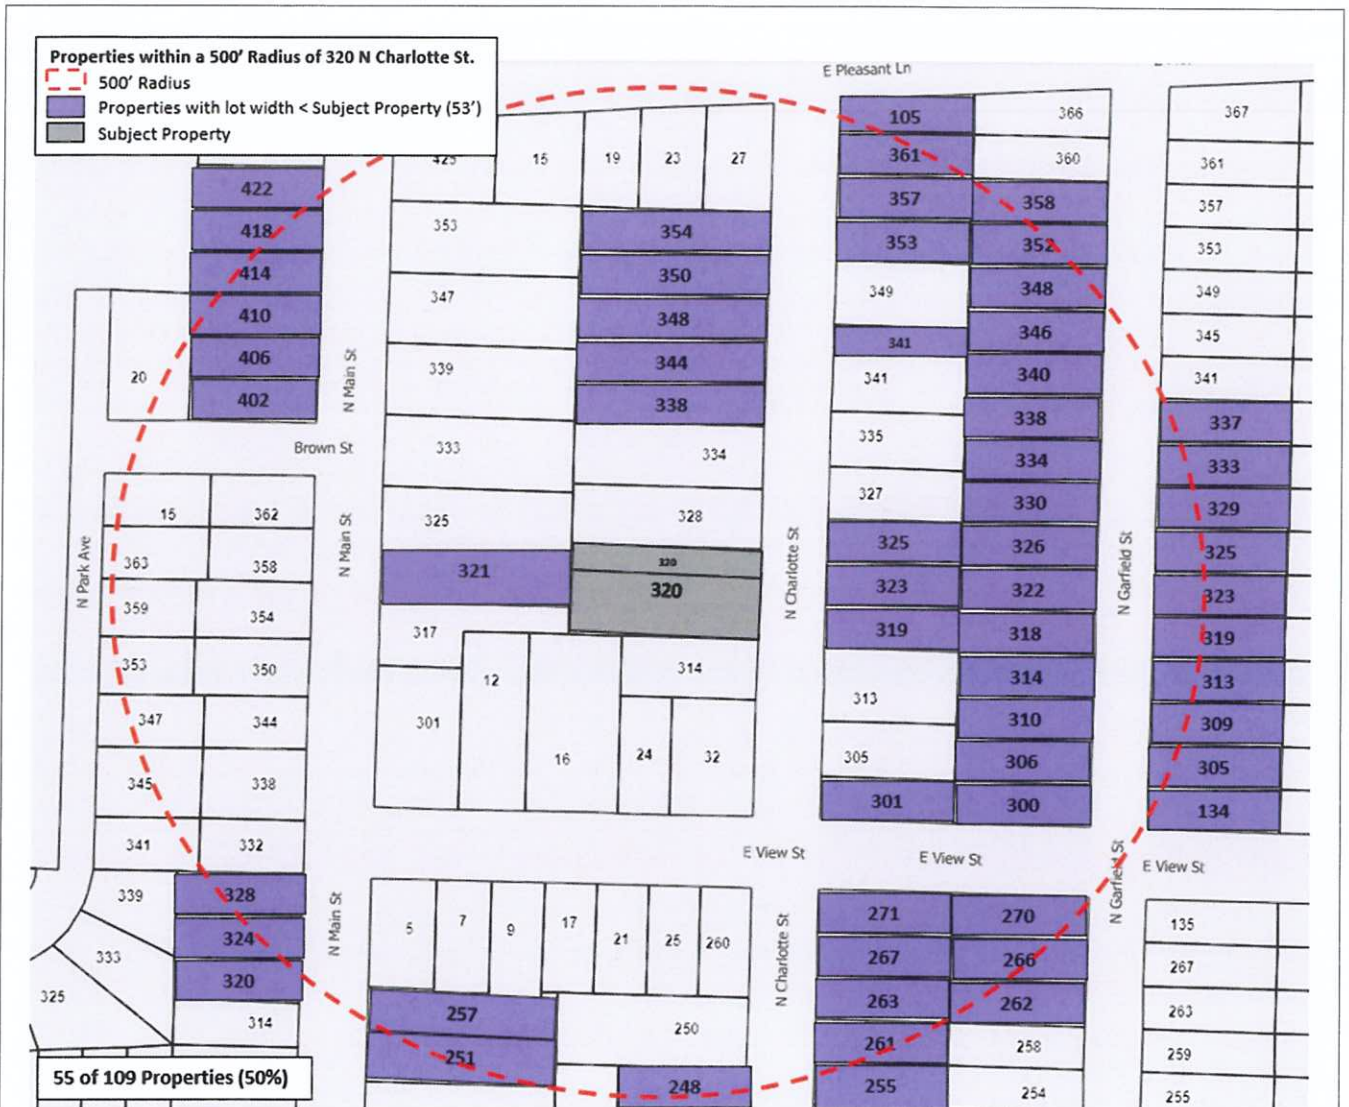 Properties within a 500' Radius of 320 N Charlotte St.
500' Radius
Properties with lot width < Subject Property (53')
Subject Property
E Pleasant Ln
425 15 19 23 27
105 366 367
361 360 361
422 353 354 357 358 357
418 353 352 353
414 347 350 349 348 349
410 348 341 346 345
20 406 339 344 341 340 341
402 338 335 338 337
N Main St
Brown St
333 334 334 333
327 330 329
15 362 325 328
363 358 321 320 325 326 325
320
359 354 317 323 322 323
N Park Ave
N Main St
N Charlotte St
N Garfield St
353 350 12 314 319 318 319
314 313
347 344 301 16 24 32 313 310 309
345 338 305 306 305
341 332 301 300 134
E View St
E View St
E View St
339 328 5 7 9 17 21 25 260 271 270 135
333 324 267 266 267
N Main St
N Charlotte St
N Garfield St
325 320 257 250 263 262 263
314 251 261 258 259
248 255 254 255
55 of 109 Properties (50%)